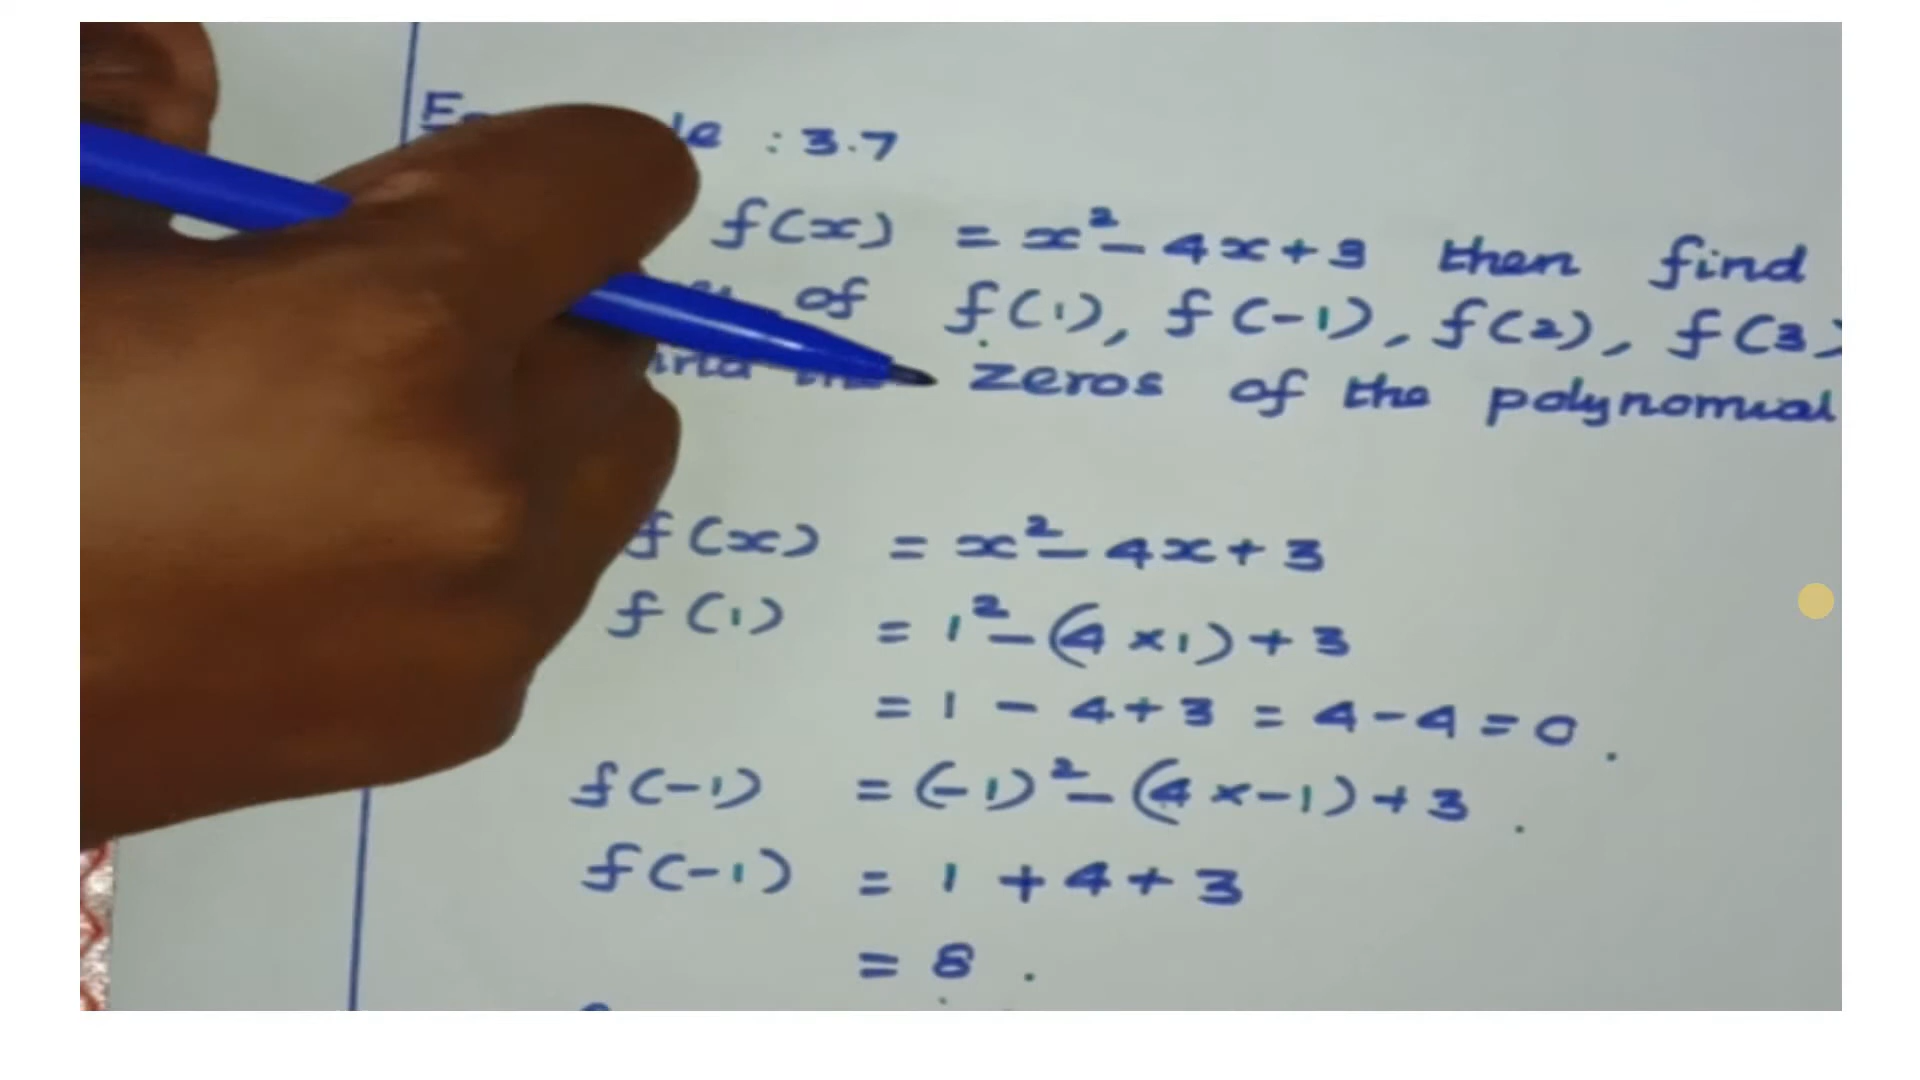 : 3.7
f(x) = x² - 4x + 3 then find
of f(1), f(-1), f(2), f(3)
zeros of the polynomial
f(x) = x² - 4x + 3
f(1) = 1² - (4 × 1) + 3
= 1 - 4 + 3 = 4 - 4 = 0.
f(-1) = (-1)² - (4 × -1) + 3.
f(-1) = 1 + 4 + 3
= 8.